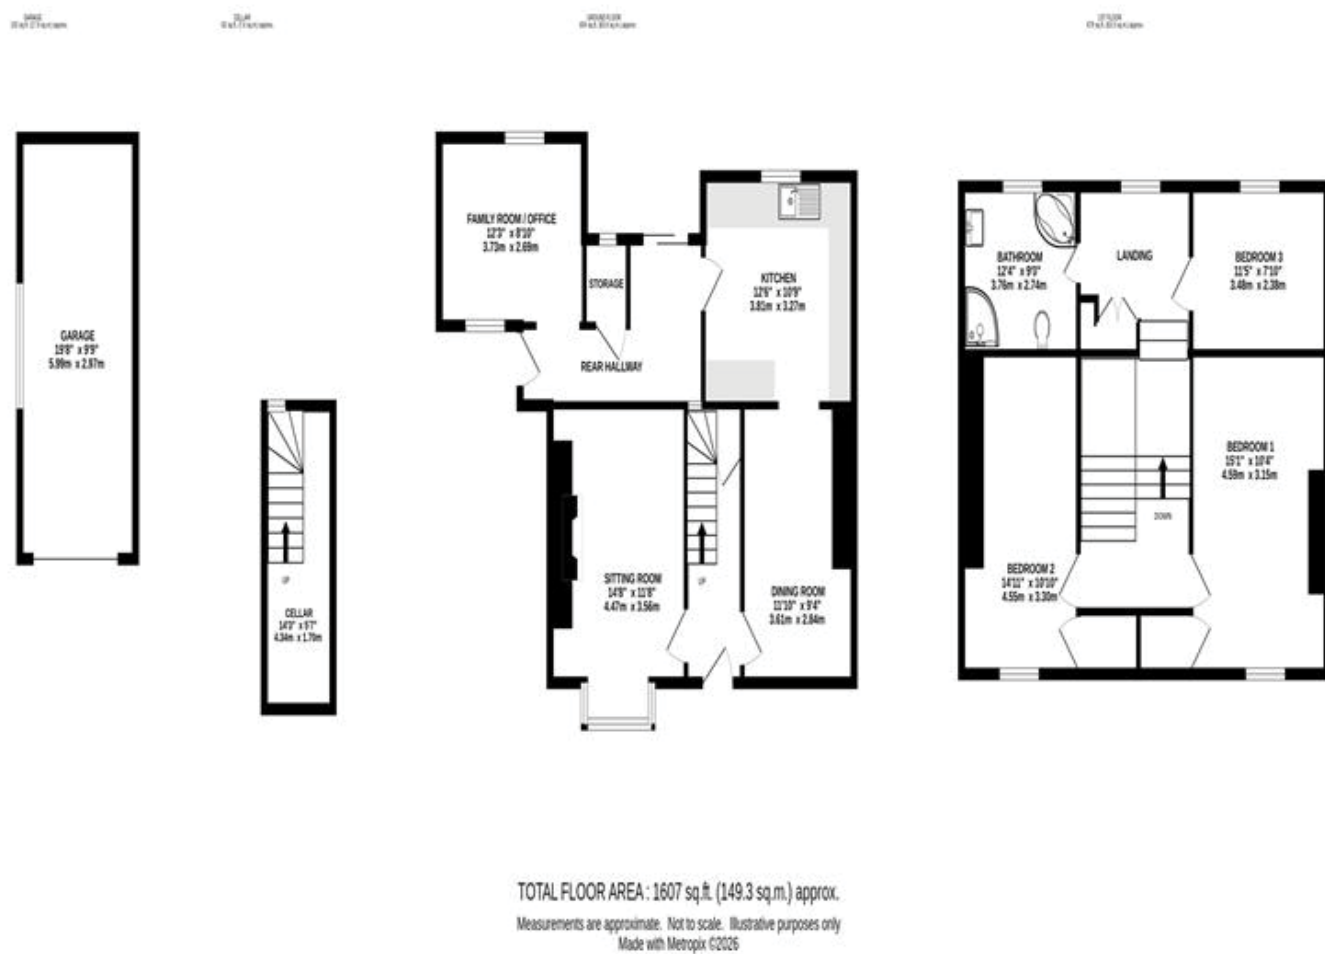 GARAGE
CELLAR
GROUND FLOOR
1ST FLOOR
FAMILY ROOM / OFFICE
12'3" x 8'10"
3.73m x 2.69m
STORAGE
KITCHEN
12'6" x 10'9"
3.81m x 3.27m
REAR HALLWAY
BATHROOM
12'4" x 9'0"
3.76m x 2.74m
LANDING
BEDROOM 3
11'5" x 7'10"
3.48m x 2.38m
GARAGE
19'8" x 9'9"
5.99m x 2.97m
UP
CELLAR
14'3" x 5'7"
4.34m x 1.70m
SITTING ROOM
14'8" x 11'8"
4.47m x 3.56m
UP
DINING ROOM
11'10" x 9'4"
3.61m x 2.84m
BEDROOM 1
15'1" x 10'4"
4.59m x 3.15m
DOWN
BEDROOM 2
14'11" x 10'10"
4.55m x 3.30m
TOTAL FLOOR AREA : 1607 sq.ft. (149.3 sq.m.) approx.
Measurements are approximate. Not to scale. Illustrative purposes only
Made with Metropix ©2026